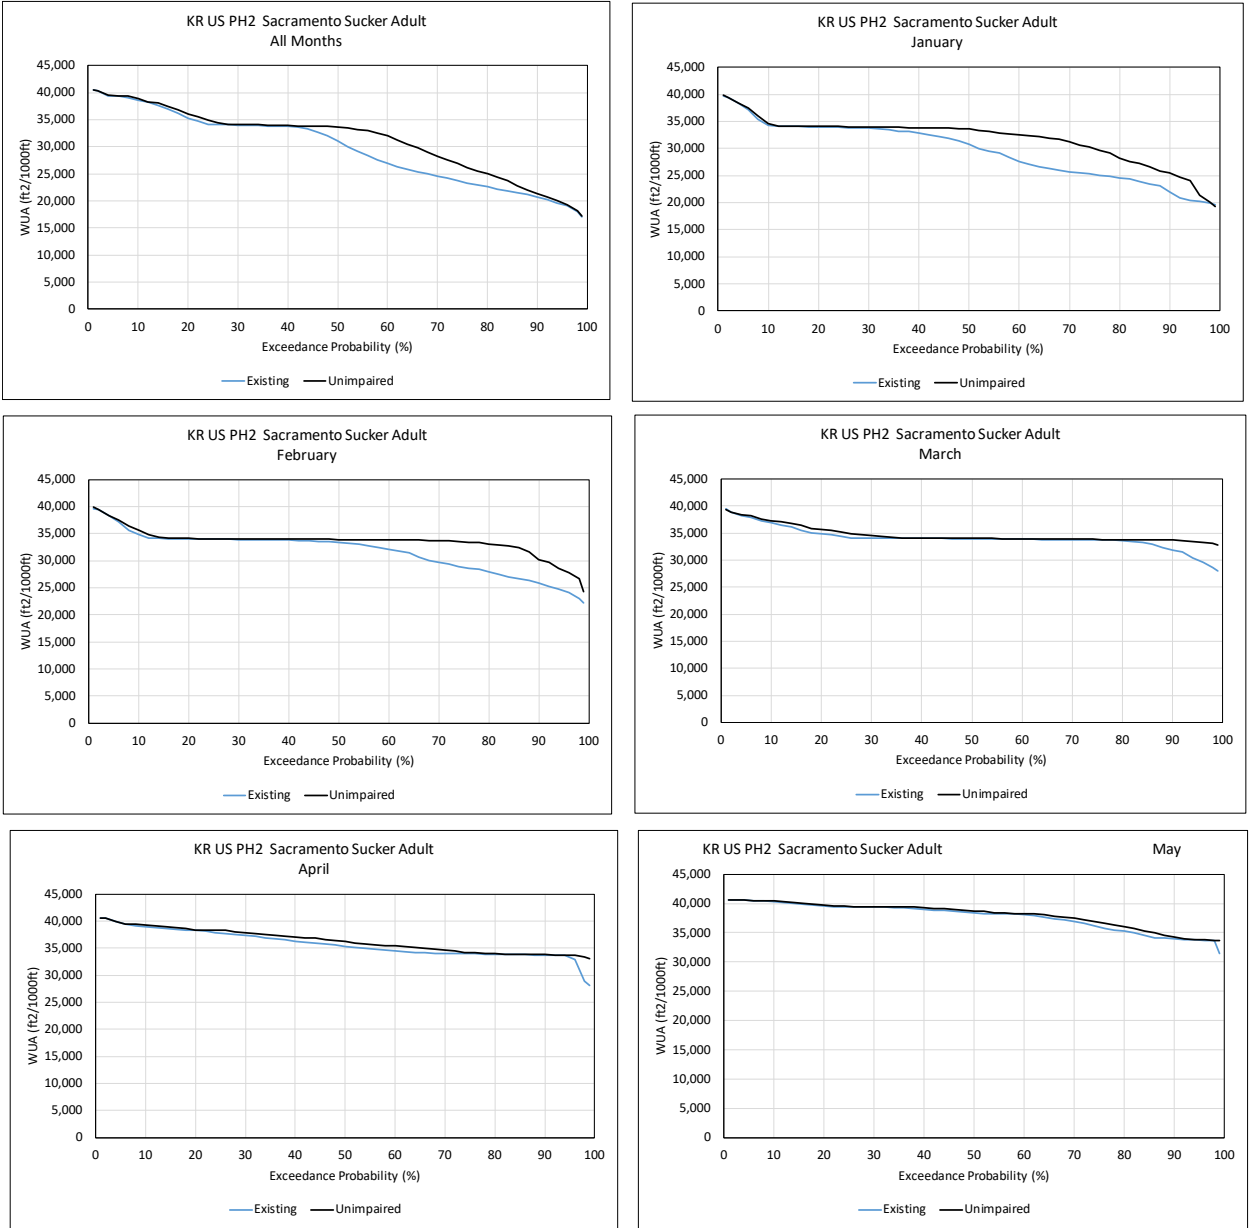 KR US PH2 Sacramento Sucker Adult
All Months
WUA (ft2/1000ft)
45,000
40,000
35,000
30,000
25,000
20,000
15,000
10,000
5,000
0
0 10 20 30 40 50 60 70 80 90 100
Exceedance Probability (%)
Existing Unimpaired
KR US PH2 Sacramento Sucker Adult
January
WUA (ft2/1000ft)
45,000
40,000
35,000
30,000
25,000
20,000
15,000
10,000
5,000
0
0 10 20 30 40 50 60 70 80 90 100
Exceedance Probability (%)
Existing Unimpaired
KR US PH2 Sacramento Sucker Adult
February
WUA (ft2/1000ft)
45,000
40,000
35,000
30,000
25,000
20,000
15,000
10,000
5,000
0
0 10 20 30 40 50 60 70 80 90 100
Exceedance Probability (%)
Existing Unimpaired
KR US PH2 Sacramento Sucker Adult
March
WUA (ft2/1000ft)
45,000
40,000
35,000
30,000
25,000
20,000
15,000
10,000
5,000
0
0 10 20 30 40 50 60 70 80 90 100
Exceedance Probability (%)
Existing Unimpaired
KR US PH2 Sacramento Sucker Adult
April
WUA (ft2/1000ft)
45,000
40,000
35,000
30,000
25,000
20,000
15,000
10,000
5,000
0
0 10 20 30 40 50 60 70 80 90 100
Exceedance Probability (%)
Existing Unimpaired
KR US PH2 Sacramento Sucker Adult May
WUA (ft2/1000ft)
45,000
40,000
35,000
30,000
25,000
20,000
15,000
10,000
5,000
0
0 10 20 30 40 50 60 70 80 90 100
Exceedance Probability (%)
Existing Unimpaired